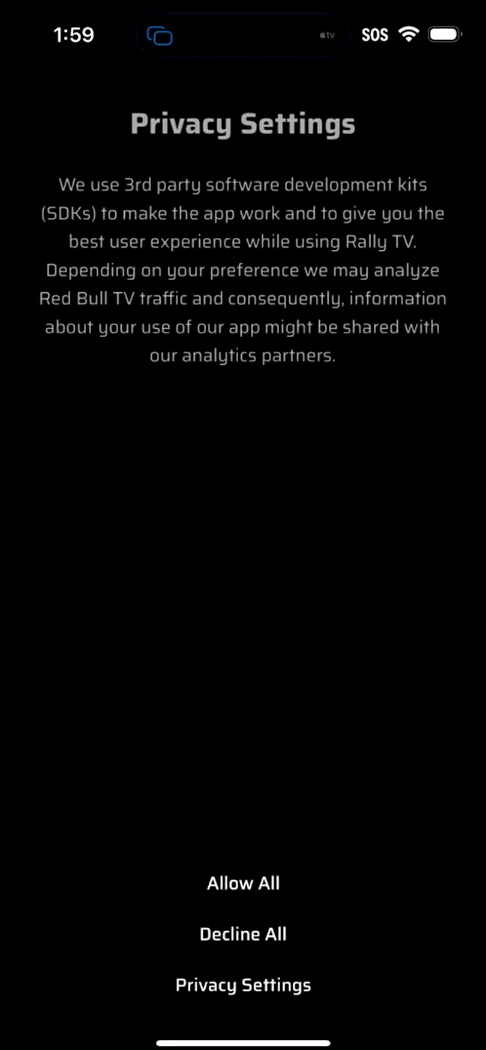 1:59 tv SOS
Privacy Settings
We use 3rd party software development kits
(SDKs) to make the app work and to give you the
best user experience while using Rally TV.
Depending on your preference we may analyze
Red Bull TV traffic and consequently, information
about your use of our app might be shared with
our analytics partners.
Allow All
Decline All
Privacy Settings